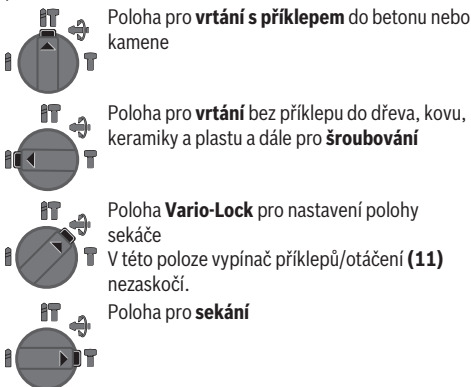 Poloha pro vrtání s příklepem do betonu nebo
kamene
Poloha pro vrtání bez příklepu do dřeva, kovu,
keramiky a plastu a dále pro šroubování
Poloha Vario-Lock pro nastavení polohy
sekáče
V této poloze vypínač příklepů/otáčení (11)
nezaskočí.
Poloha pro sekání